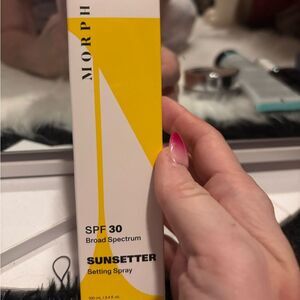 MORPH
SPF 30
Broad Spectrum
SUNSETTER
Setting Spray